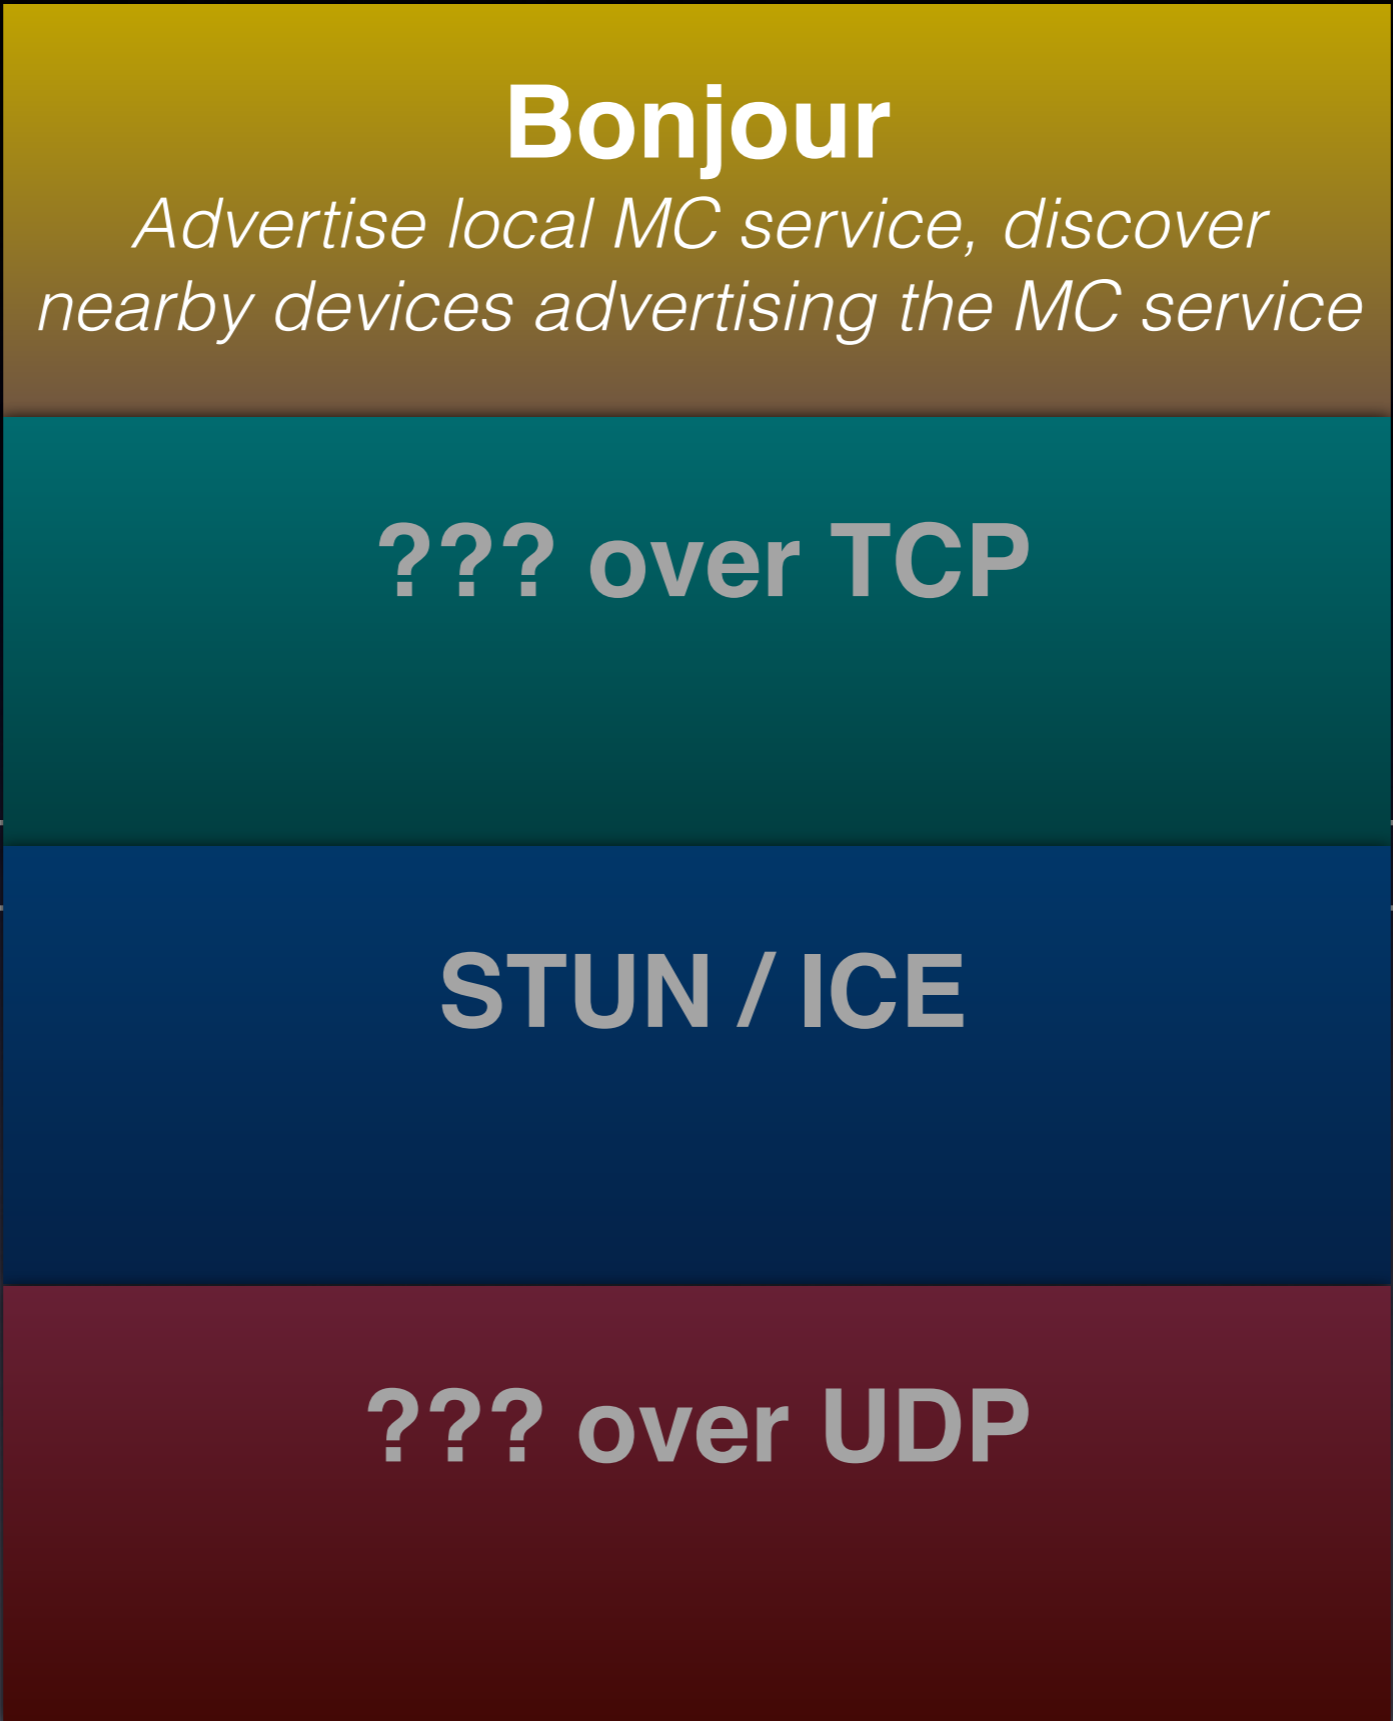 Bonjour
Advertise local MC service, discover
nearby devices advertising the MC service
??? over TCP
STUN / ICE
??? over UDP